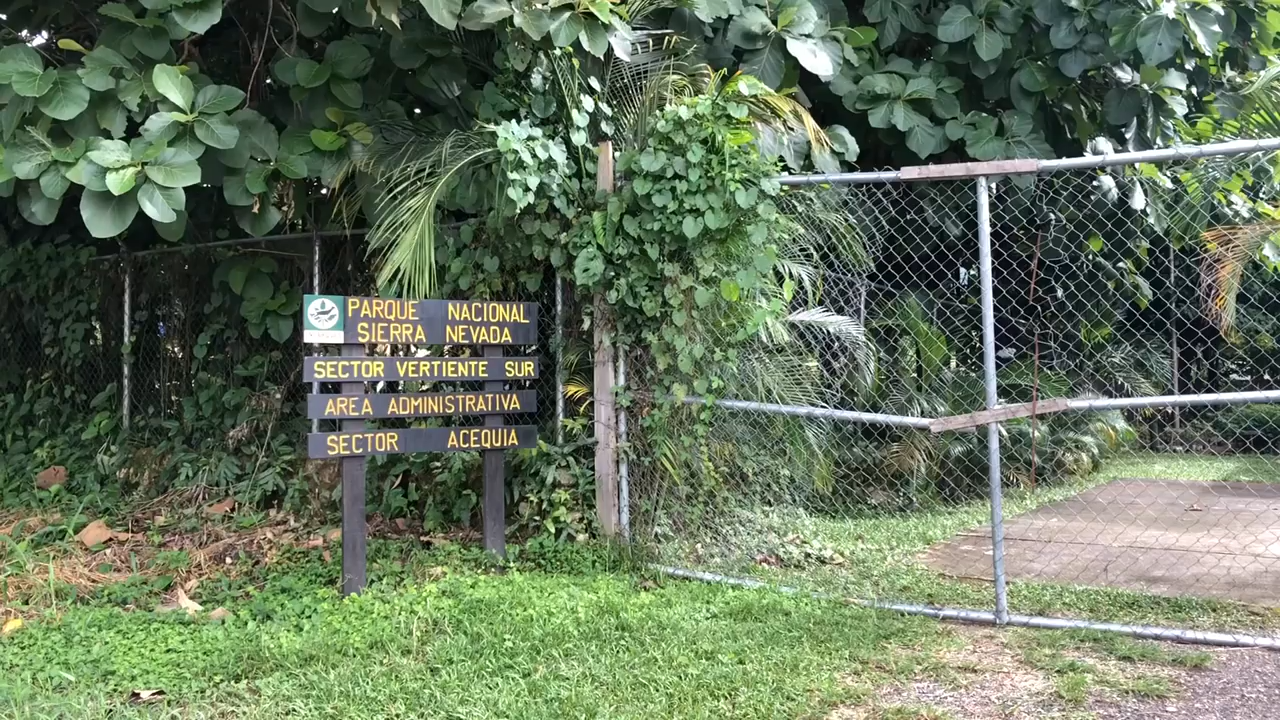 PARQUE NACIONAL
SIERRA NEVADA
SECTOR VERTIENTE SUR
AREA ADMINISTRATIVA
SECTOR ACEQUIA